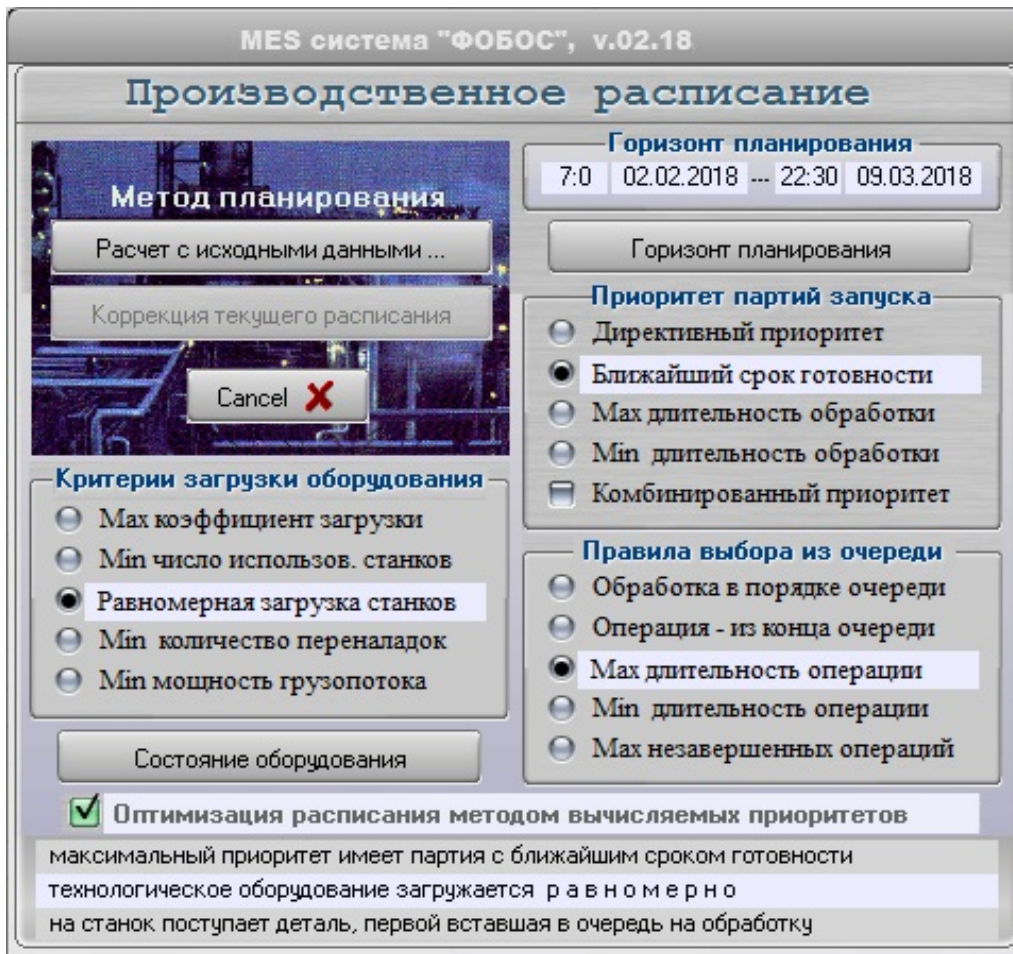 MES система "ФОБОС", v.02.18
Производственное расписание
Метод планирования
Расчет с исходными данными ...
Коррекция текущего расписания
Cancel
Горизонт планирования
7:0 02.02.2018 --- 22:30 09.03.2018
Горизонт планирования
Приоритет партий запуска
Директивный приоритет
Ближайший срок готовности
Max длительность обработки
Min длительность обработки
Комбинированный приоритет
Критерии загрузки оборудования
Max коэффициент загрузки
Min число использов. станков
Равномерная загрузка станков
Min количество переналадок
Min мощность грузопотока
Правила выбора из очереди
Обработка в порядке очереди
Операция - из конца очереди
Max длительность операции
Min длительность операции
Max незавершенных операций
Состояние оборудования
Оптимизация расписания методом вычисляемых приоритетов
максимальный приоритет имеет партия с ближайшим сроком готовности
технологическое оборудование загружается р а в н о м е р н о
на станок поступает деталь, первой вставшая в очередь на обработку